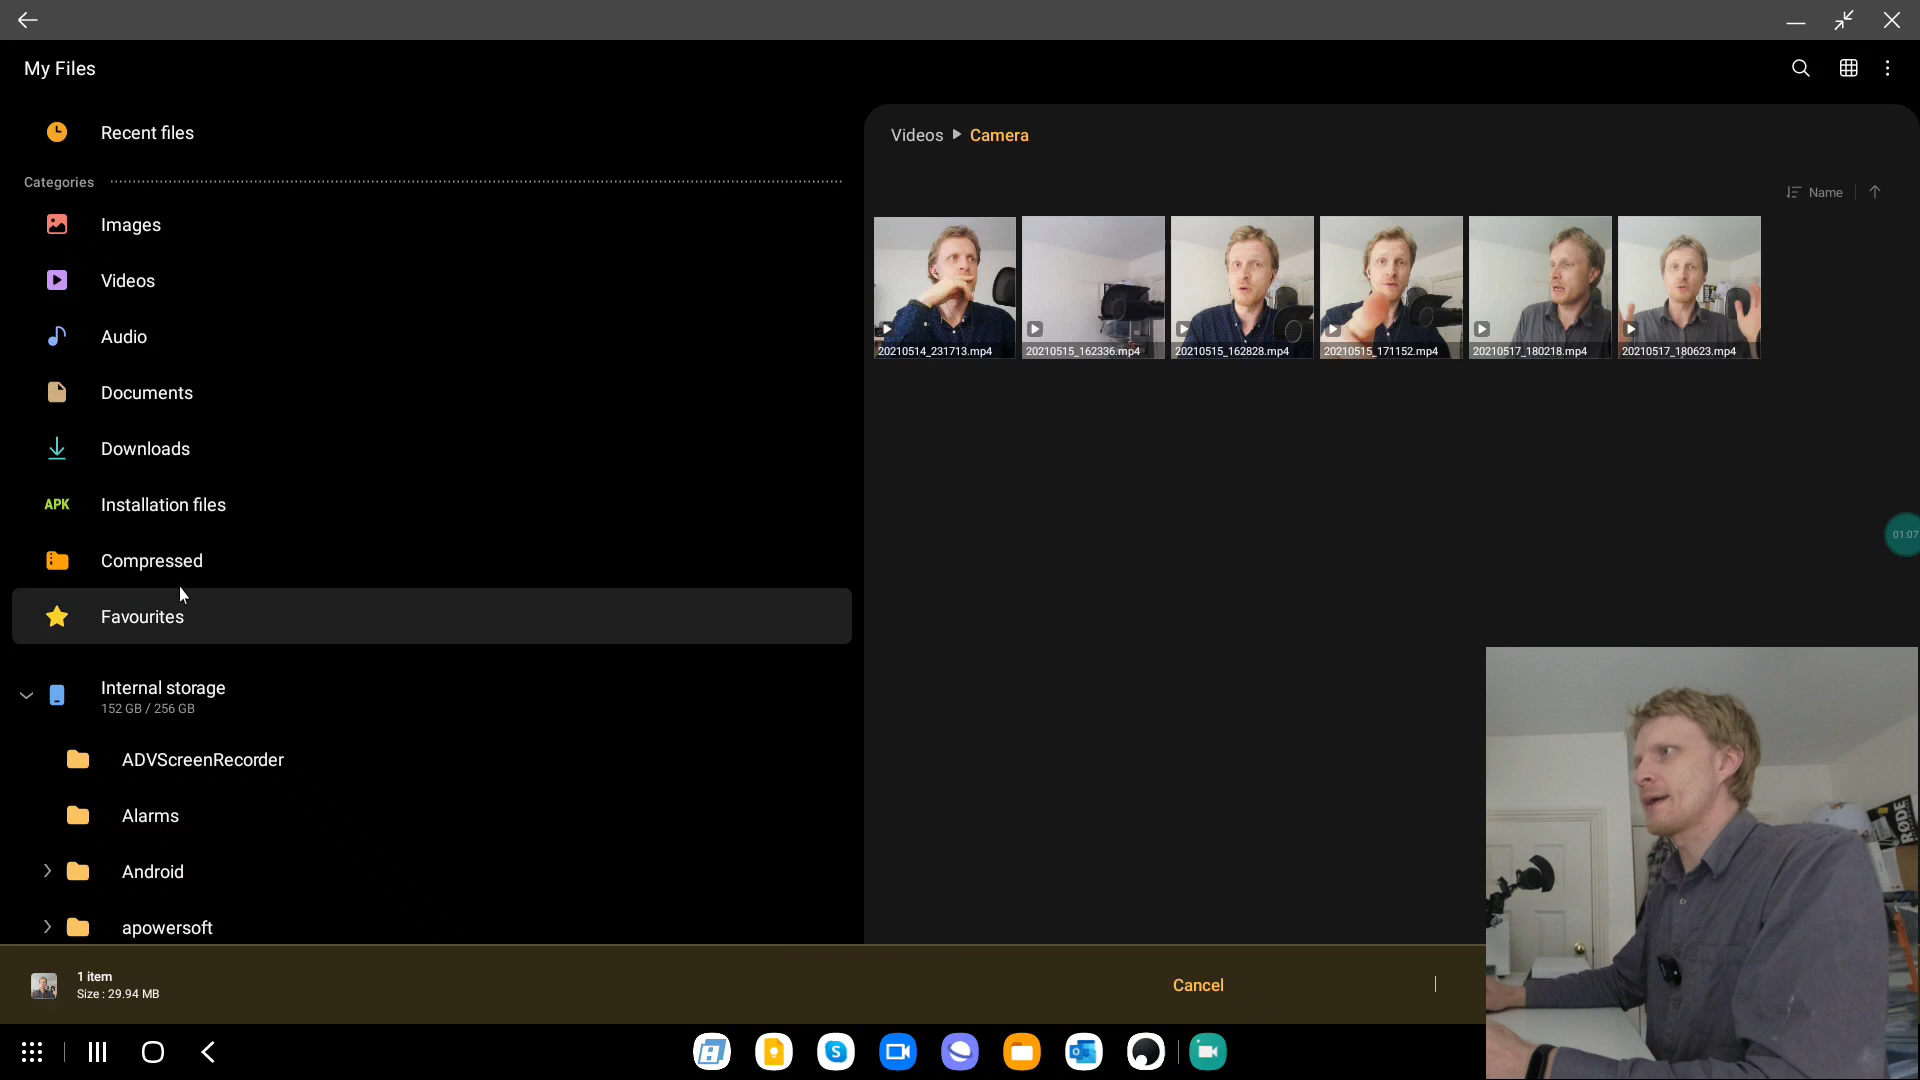 My Files
Recent files
Categories
Images
Videos
Audio
Documents
Downloads
APK Installation files
Compressed
Favourites
Internal storage
152 GB / 256 GB
ADVScreenRecorder
Alarms
Android
apowersoft
1 item
Size : 29.94 MB
Videos Camera
Name
20210514_231713.mp4
20210515_162336.mp4
20210515_162828.mp4
20210515_171152.mp4
20210517_180218.mp4
20210517_180623.mp4
01:07
RØDE
Cancel